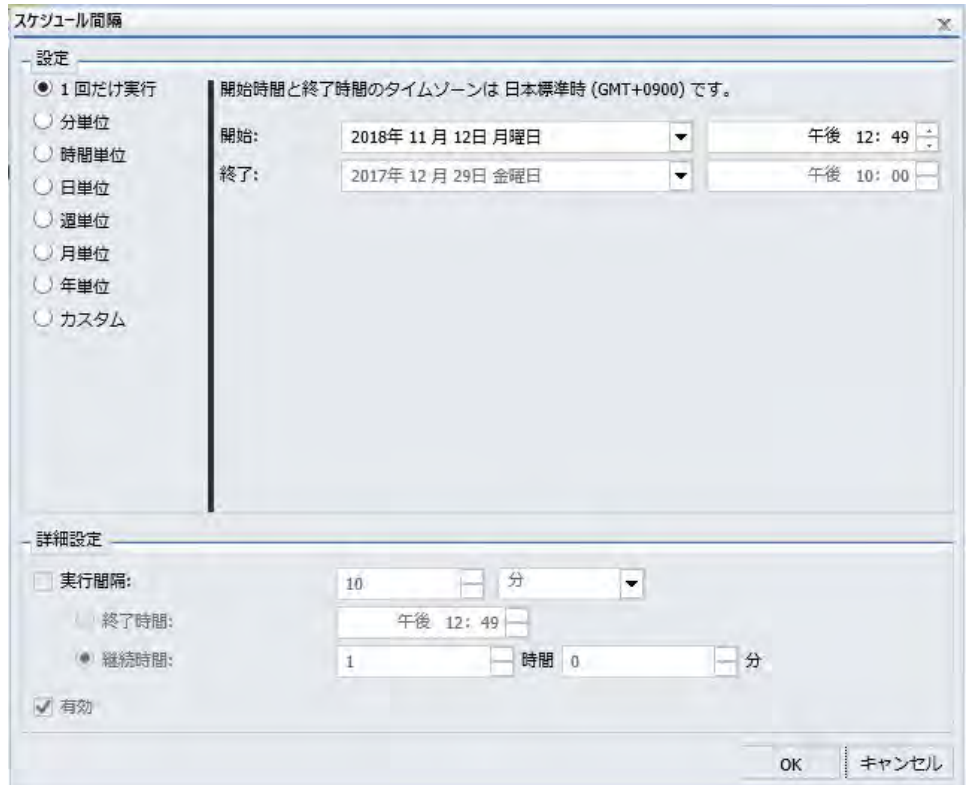 スケジュール間隔
設定
1 回だけ実行
分単位
時間単位
日単位
週単位
月単位
年単位
カスタム
開始時間と終了時間のタイムゾーンは 日本標準時 (GMT+0900) です。
開始: 2018年 11 月 12日 月曜日 午後 12: 49
終了: 2017年 12 月 29日 金曜日 午後 10: 00
詳細設定
実行間隔: 10 分
終了時間: 午後 12: 49
継続時間: 1 時間 0 分
有効
OK キャンセル